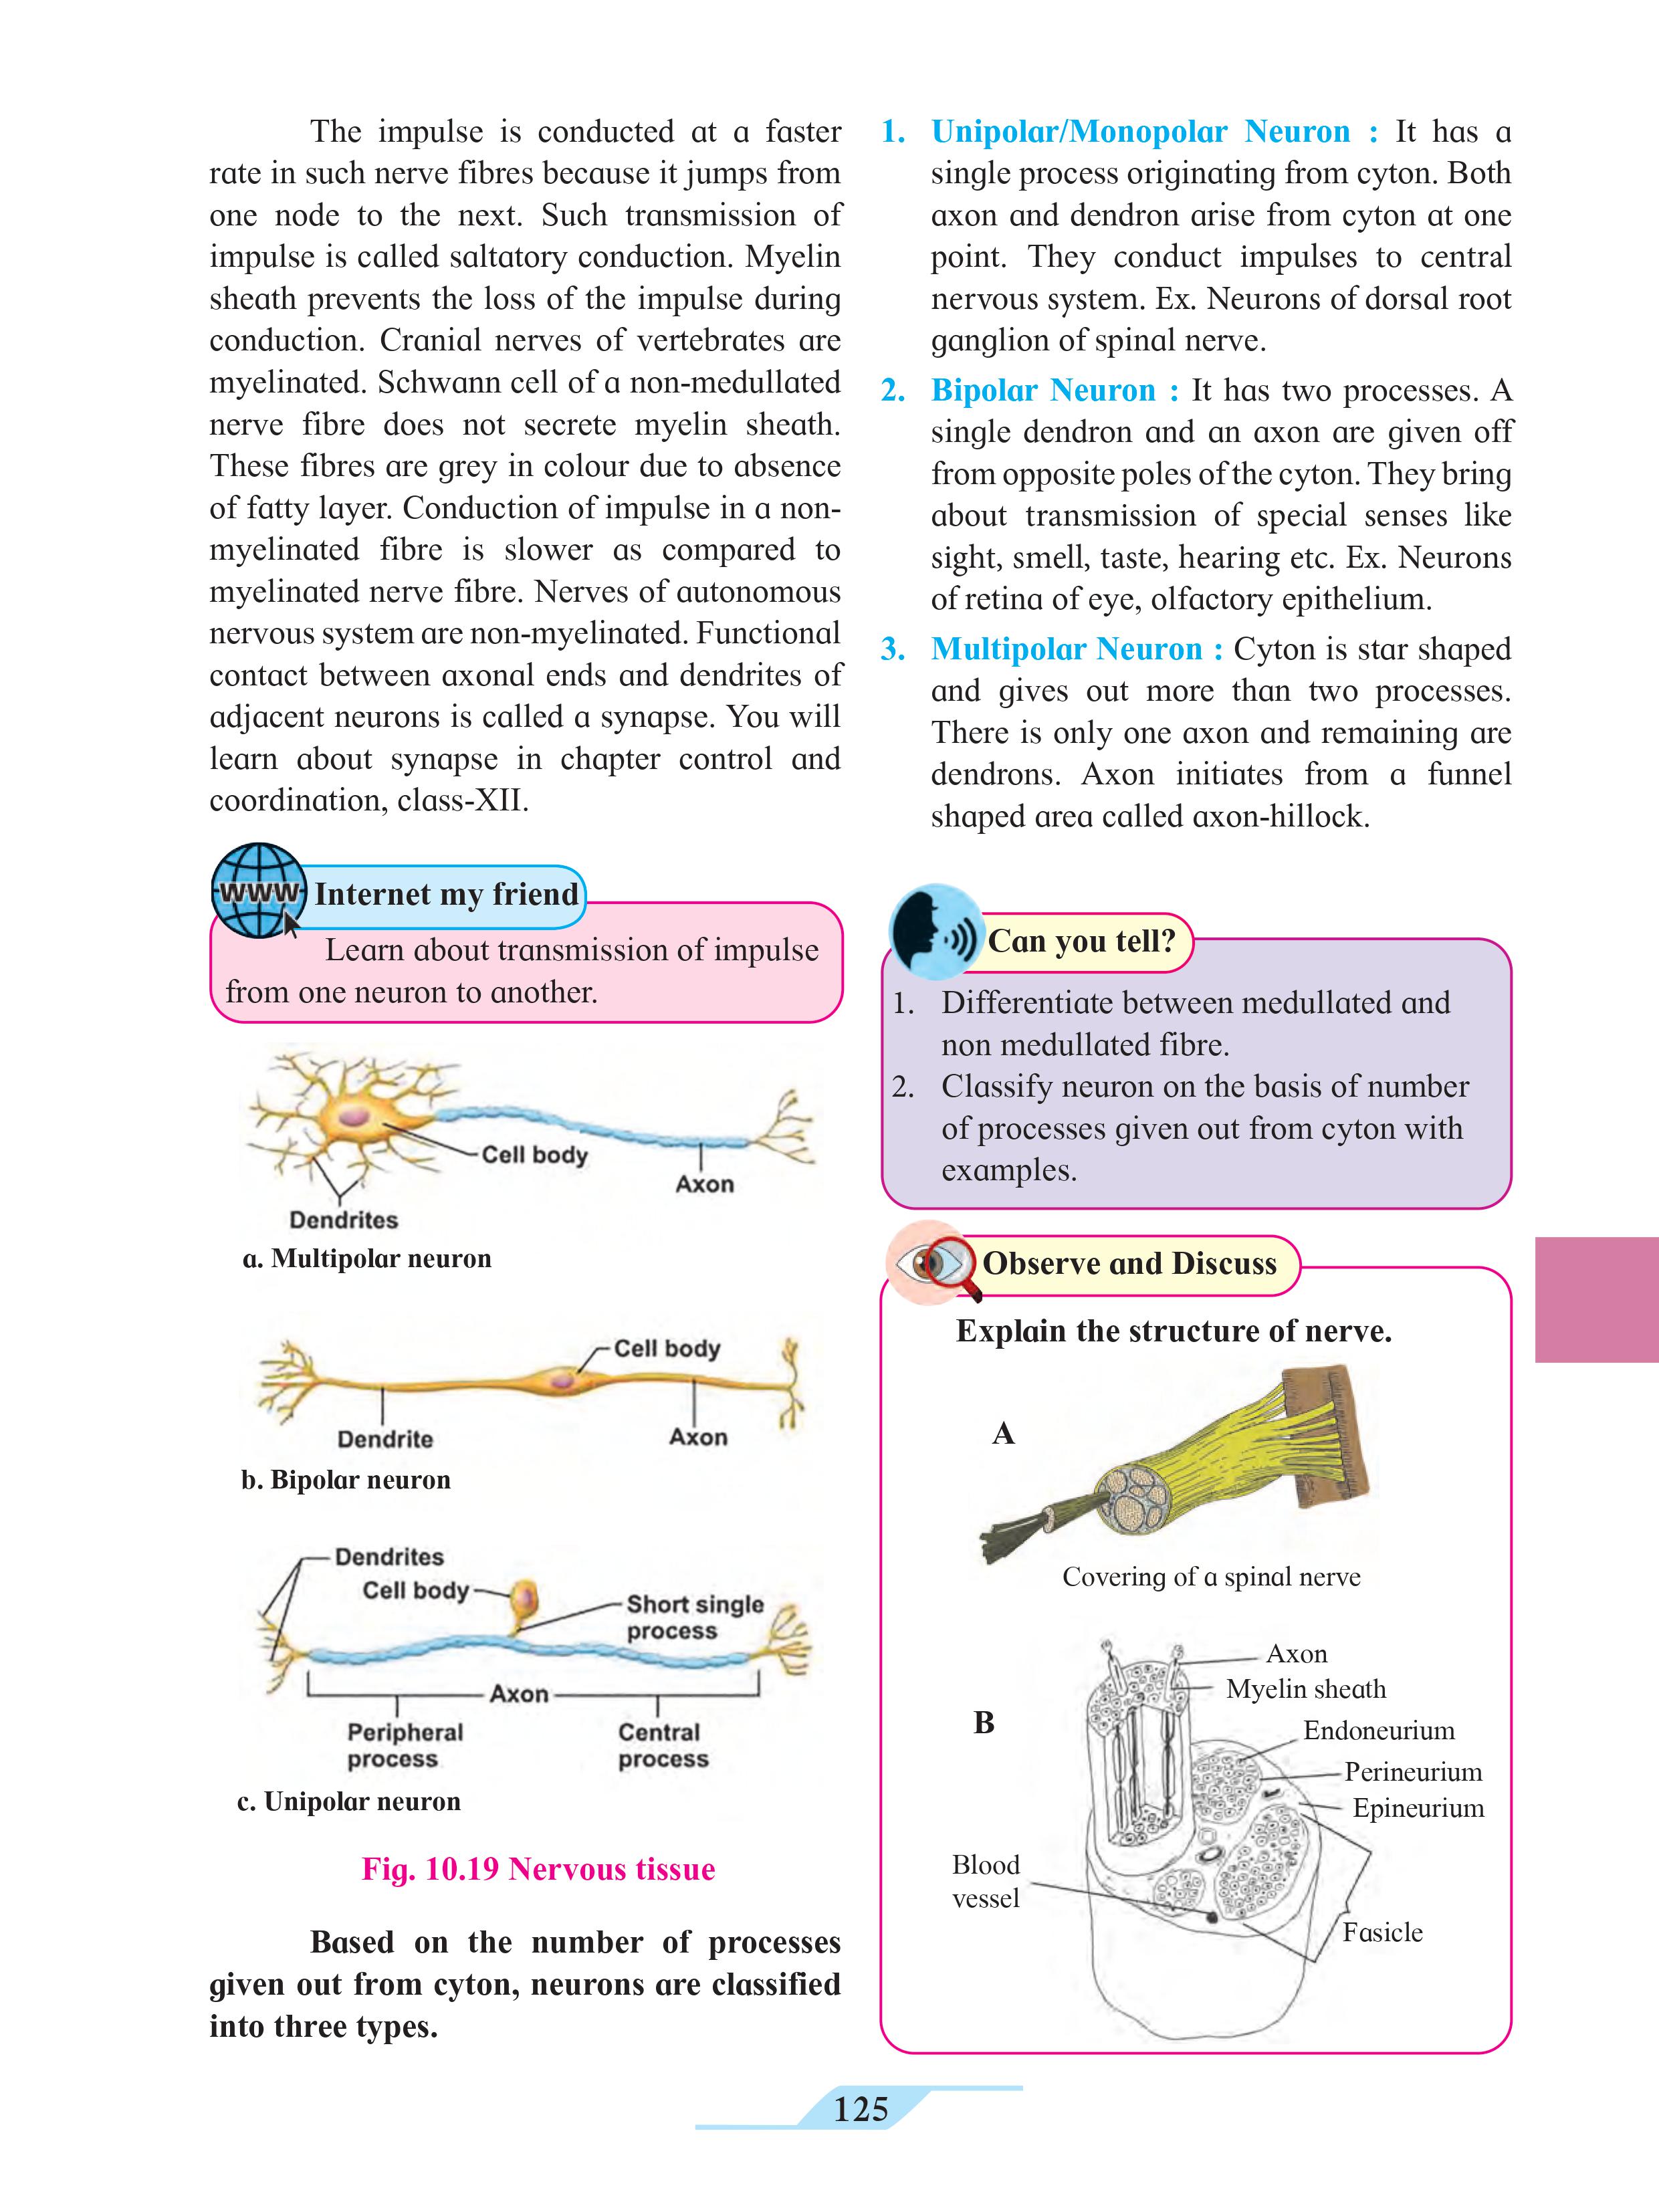 The impulse is conducted at a faster
rate in such nerve fibres because it jumps from
one node to the next. Such transmission of
impulse is called saltatory conduction. Myelin
sheath prevents the loss of the impulse during
conduction. Cranial nerves of vertebrates are
myelinated. Schwann cell of a non-medullated
nerve fibre does not secrete myelin sheath.
These fibres are grey in colour due to absence
of fatty layer. Conduction of impulse in a non-
myelinated fibre is slower as compared to
myelinated nerve fibre. Nerves of autonomous
nervous system are non-myelinated. Functional
contact between axonal ends and dendrites of
adjacent neurons is called a synapse. You will
learn about synapse in chapter control and
coordination, class-XII.
www Internet my friend
Learn about transmission of impulse
from one neuron to another.
Cell body
Axon
Dendrites
a. Multipolar neuron
Cell body
Dendrite
Axon
b. Bipolar neuron
Dendrites
Cell body
Short single
process
Axon
Peripheral
process
Central
process
c. Unipolar neuron
Fig. 10.19 Nervous tissue
Based on the number of processes
given out from cyton, neurons are classified
into three types.
1. Unipolar/Monopolar Neuron : It has a
single process originating from cyton. Both
axon and dendron arise from cyton at one
point. They conduct impulses to central
nervous system. Ex. Neurons of dorsal root
ganglion of spinal nerve.
2. Bipolar Neuron : It has two processes. A
single dendron and an axon are given off
from opposite poles of the cyton. They bring
about transmission of special senses like
sight, smell, taste, hearing etc. Ex. Neurons
of retina of eye, olfactory epithelium.
3. Multipolar Neuron : Cyton is star shaped
and gives out more than two processes.
There is only one axon and remaining are
dendrons. Axon initiates from a funnel
shaped area called axon-hillock.
Can you tell?
1. Differentiate between medullated and
non medullated fibre.
2. Classify neuron on the basis of number
of processes given out from cyton with
examples.
Observe and Discuss
Explain the structure of nerve.
A
Covering of a spinal nerve
Axon
Myelin sheath
B
Endoneurium
Perineurium
Epineurium
Blood
vessel
Fasicle
125